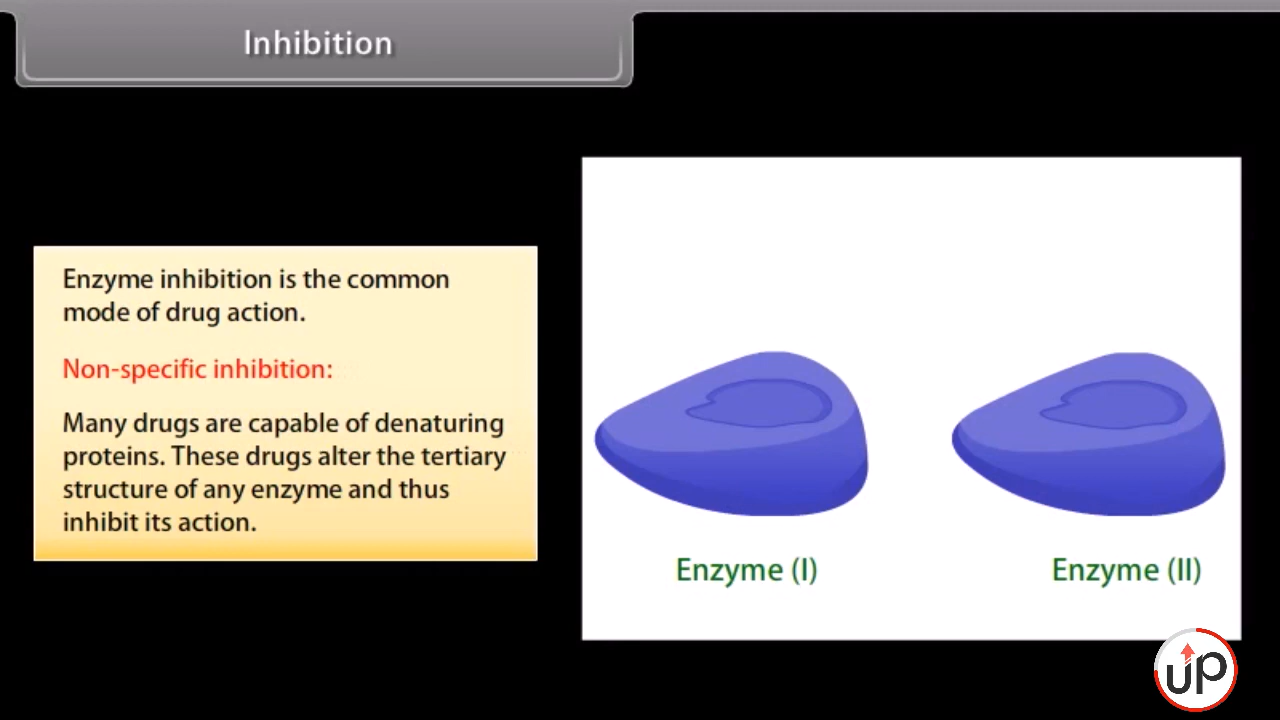 Inhibition
Enzyme inhibition is the common
mode of drug action.
Non-specific inhibition:
Many drugs are capable of denaturing
proteins. These drugs alter the tertiary
structure of any enzyme and thus
inhibit its action.
Enzyme (I)
Enzyme (II)
UP